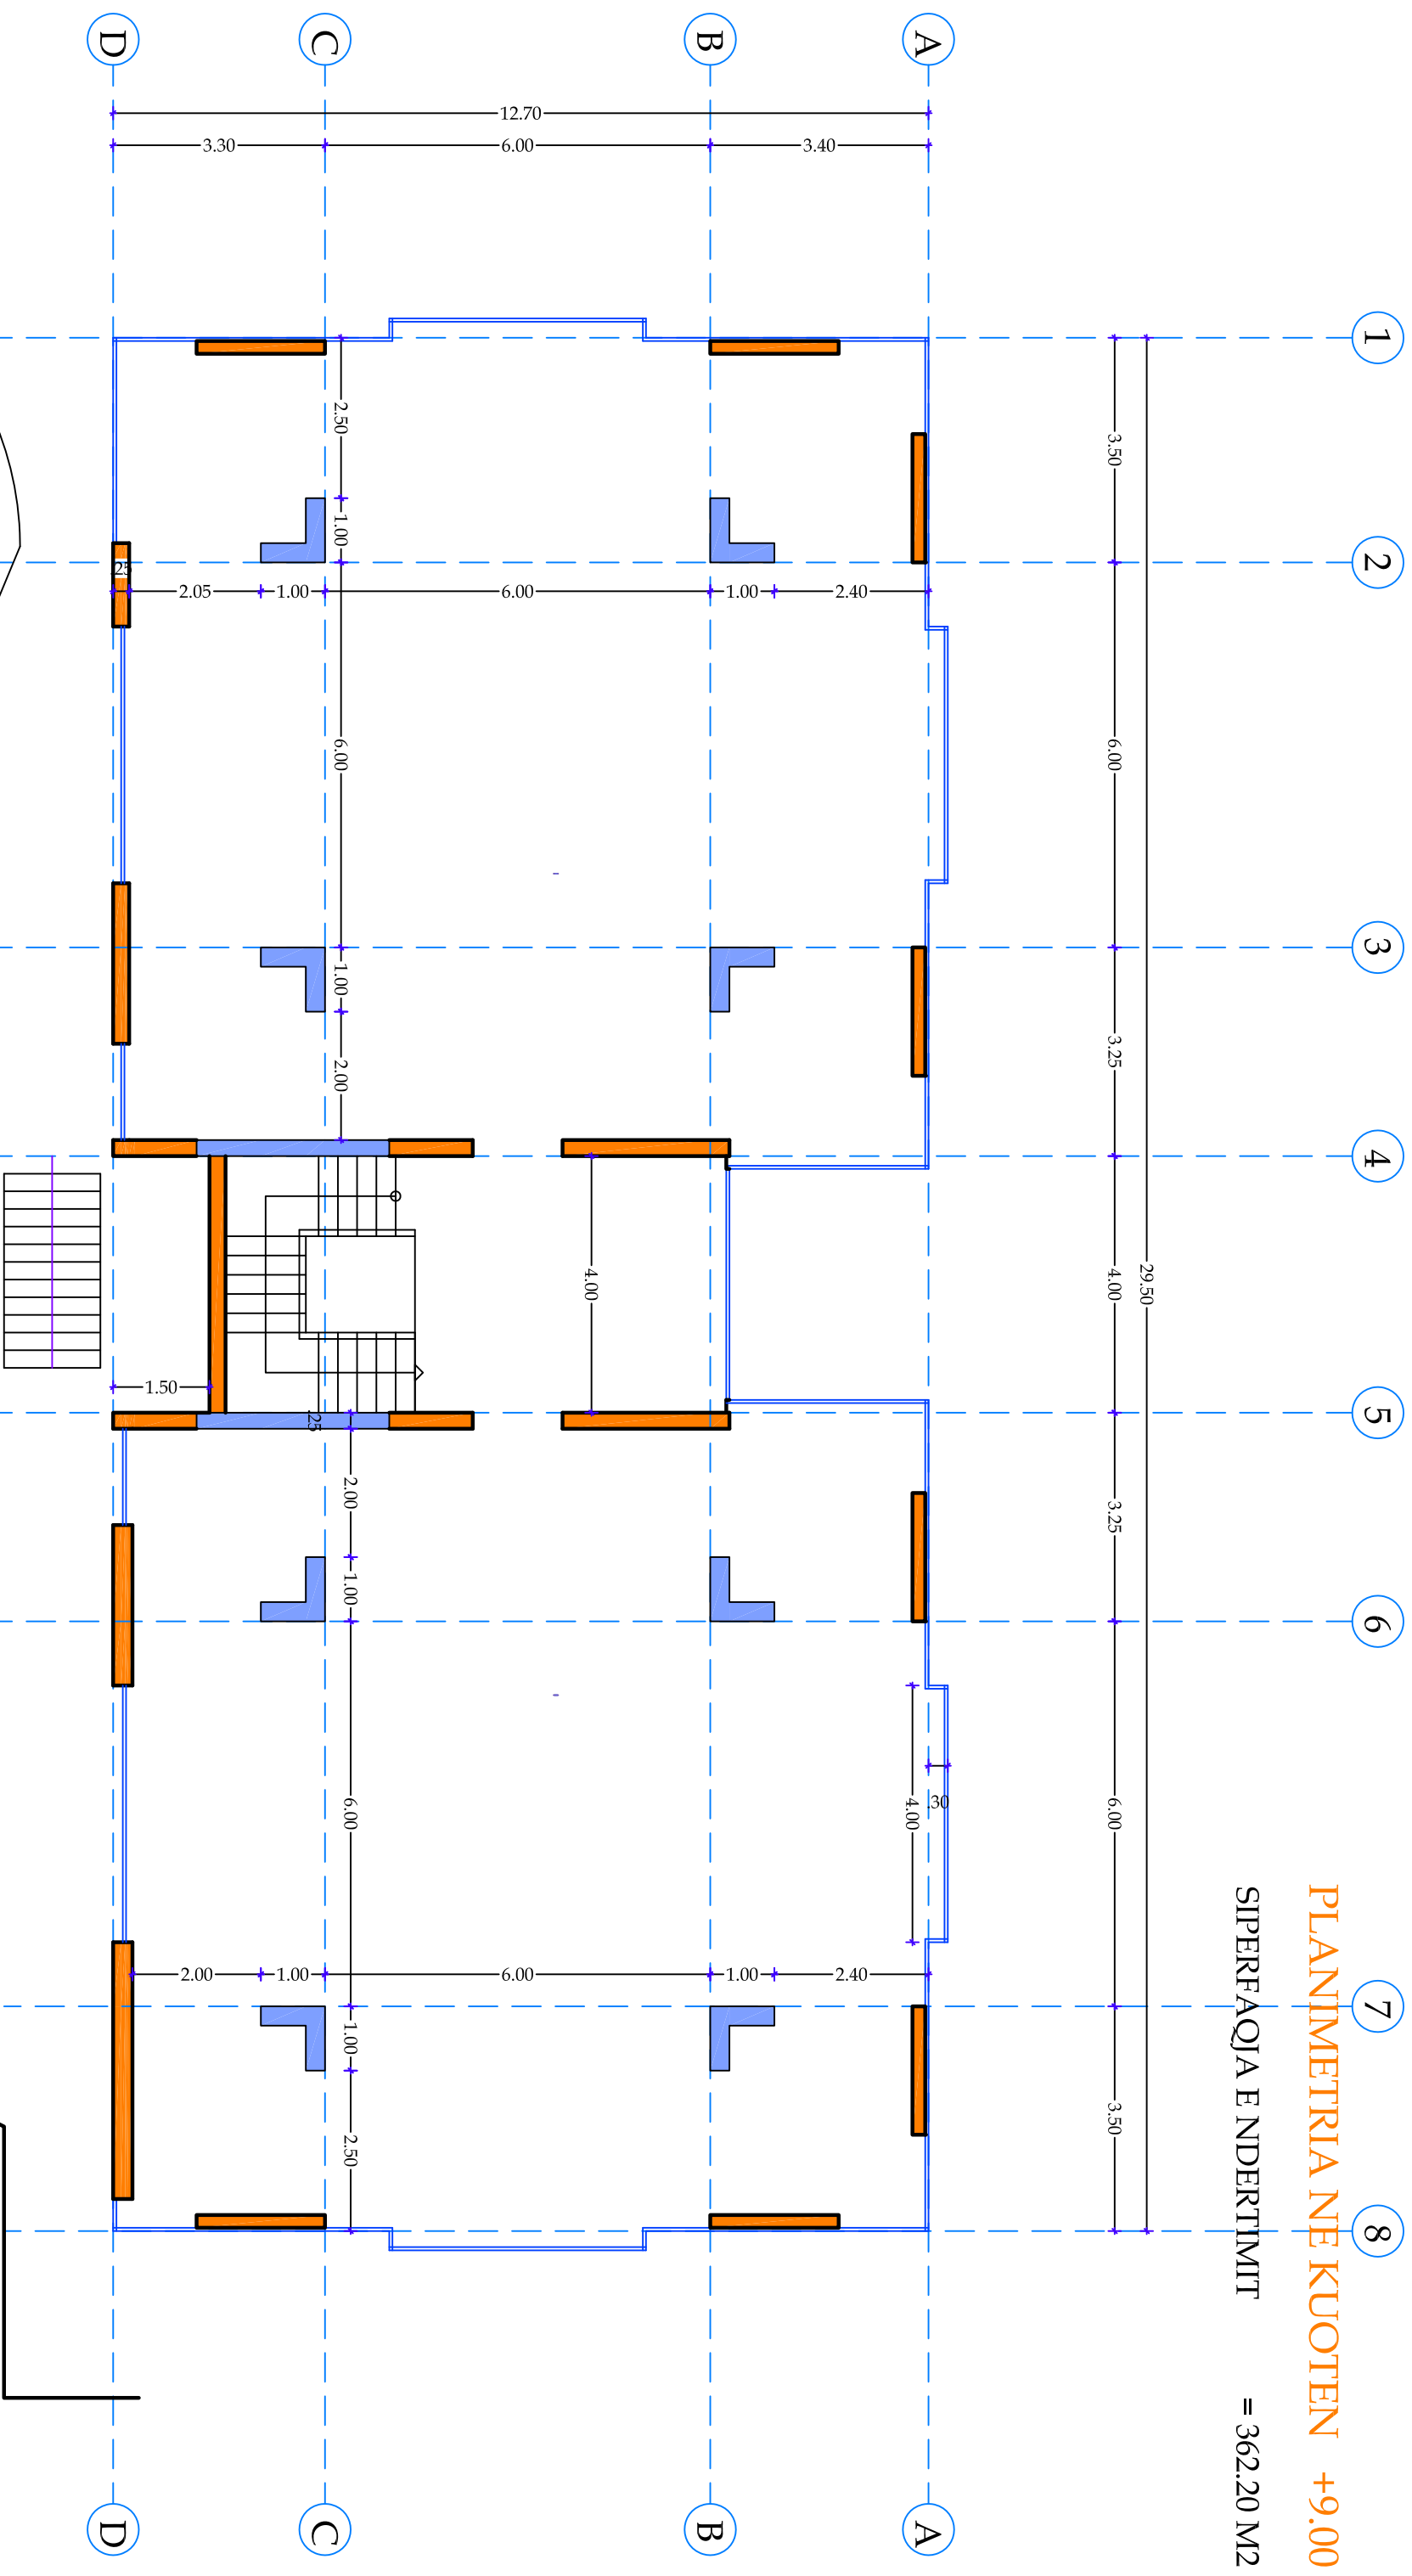 PLANIMETRIA NE KUOTEN +9.00
SIPERFAQJA E NDERTIMIT = 362.20 M2
1 2 3 4 5 6 7 8
29.50
3.50 6.00 3.25 4.00 3.25 6.00 3.50
A A
.30
4.00
3.40
2.40 2.40
B B
1.00 1.00
12.70
6.00
4.00
6.00 6.00
2.00 1.00 6.00 1.00 2.50
2.50 1.00 6.00 1.00 2.00
C C
.25
1.00 1.00
3.30
2.05 2.00
1.50
.25
D D